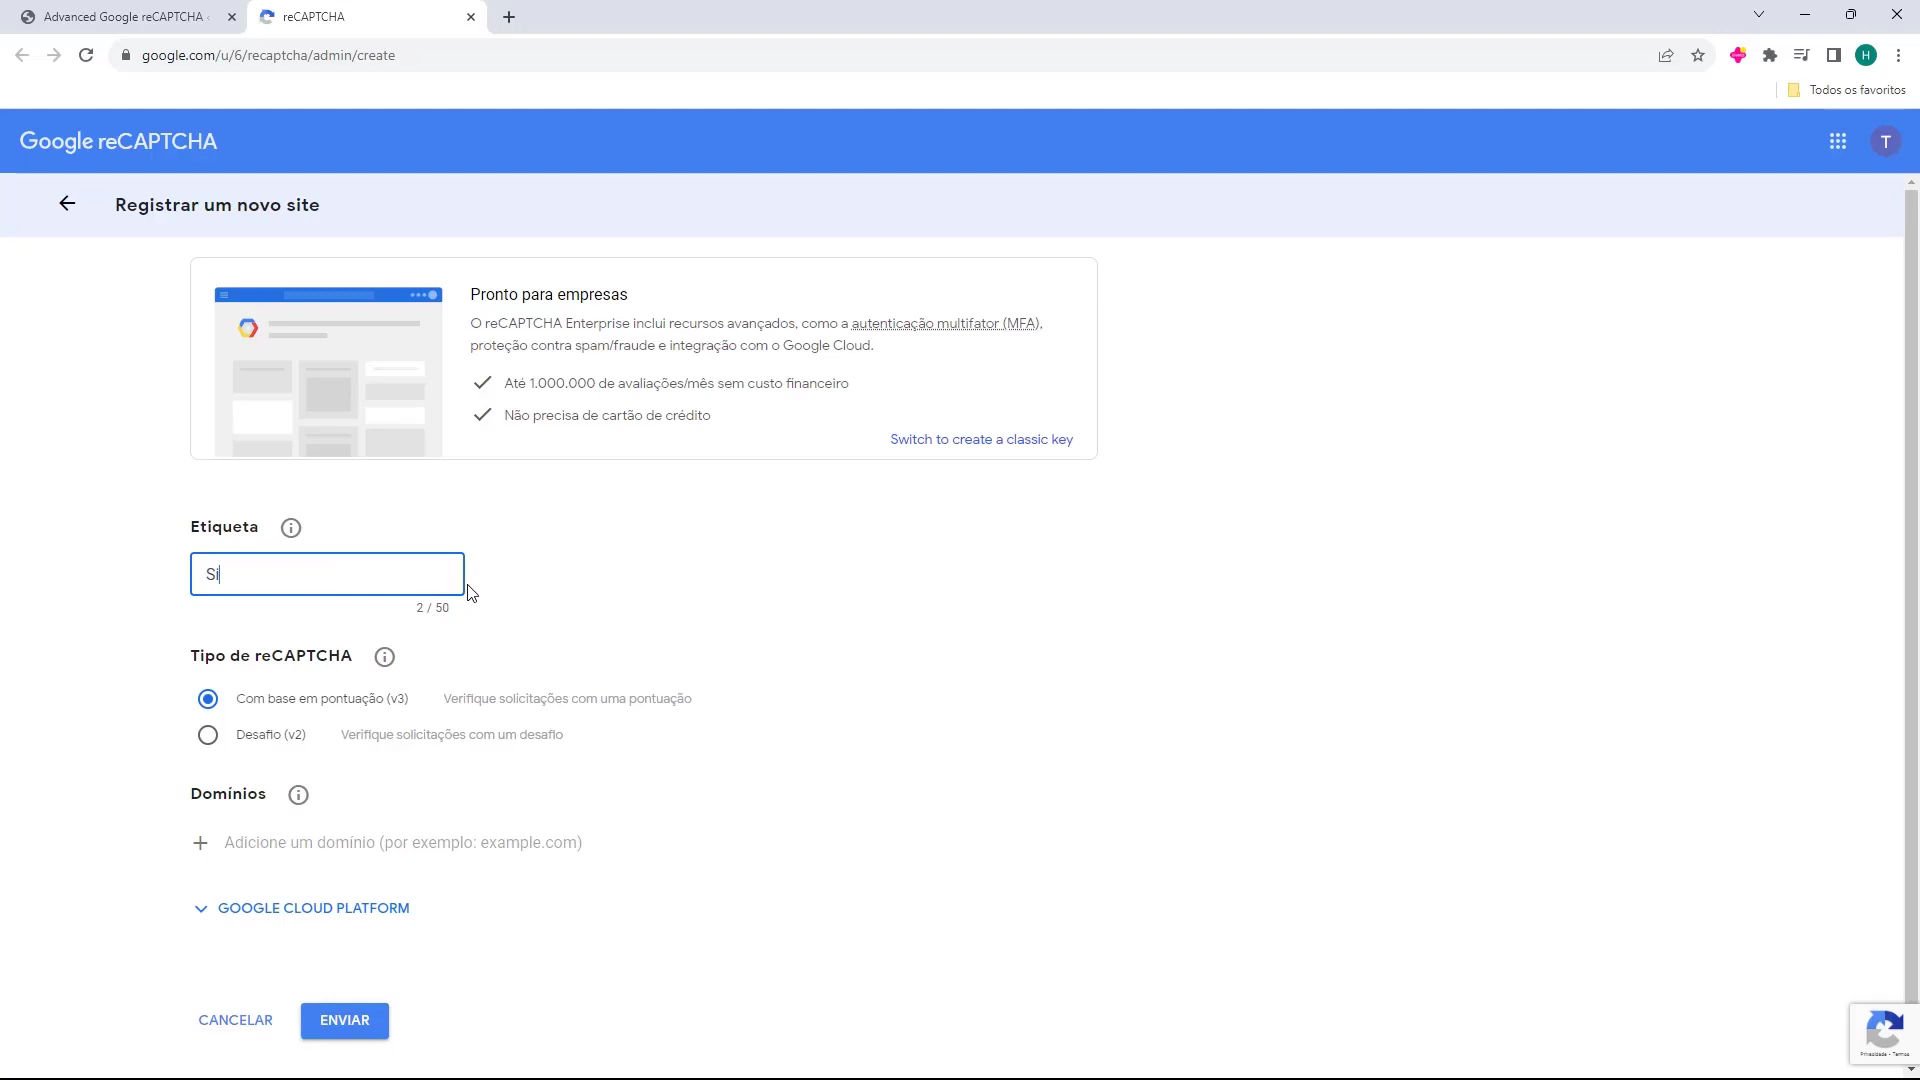 Advanced Google reCAPTCHA
reCAPTCHA
google.com/u/6/recaptcha/admin/create
H
Todos os favoritos
Google reCAPTCHA
T
Registrar um novo site
Pronto para empresas
O reCAPTCHA Enterprise inclui recursos avançados, como a autenticação multifator (MFA),
proteção contra spam/fraude e integração com o Google Cloud.
Até 1.000.000 de avaliações/mês sem custo financeiro
Não precisa de cartão de crédito
Switch to create a classic key
Etiqueta
Si
2 / 50
Tipo de reCAPTCHA
Com base em pontuação (v3) Verifique solicitações com uma pontuação
Desafio (v2) Verifique solicitações com um desafio
Domínios
Adicione um domínio (por exemplo: example.com)
GOOGLE CLOUD PLATFORM
CANCELAR
ENVIAR
Privacidade - Termos